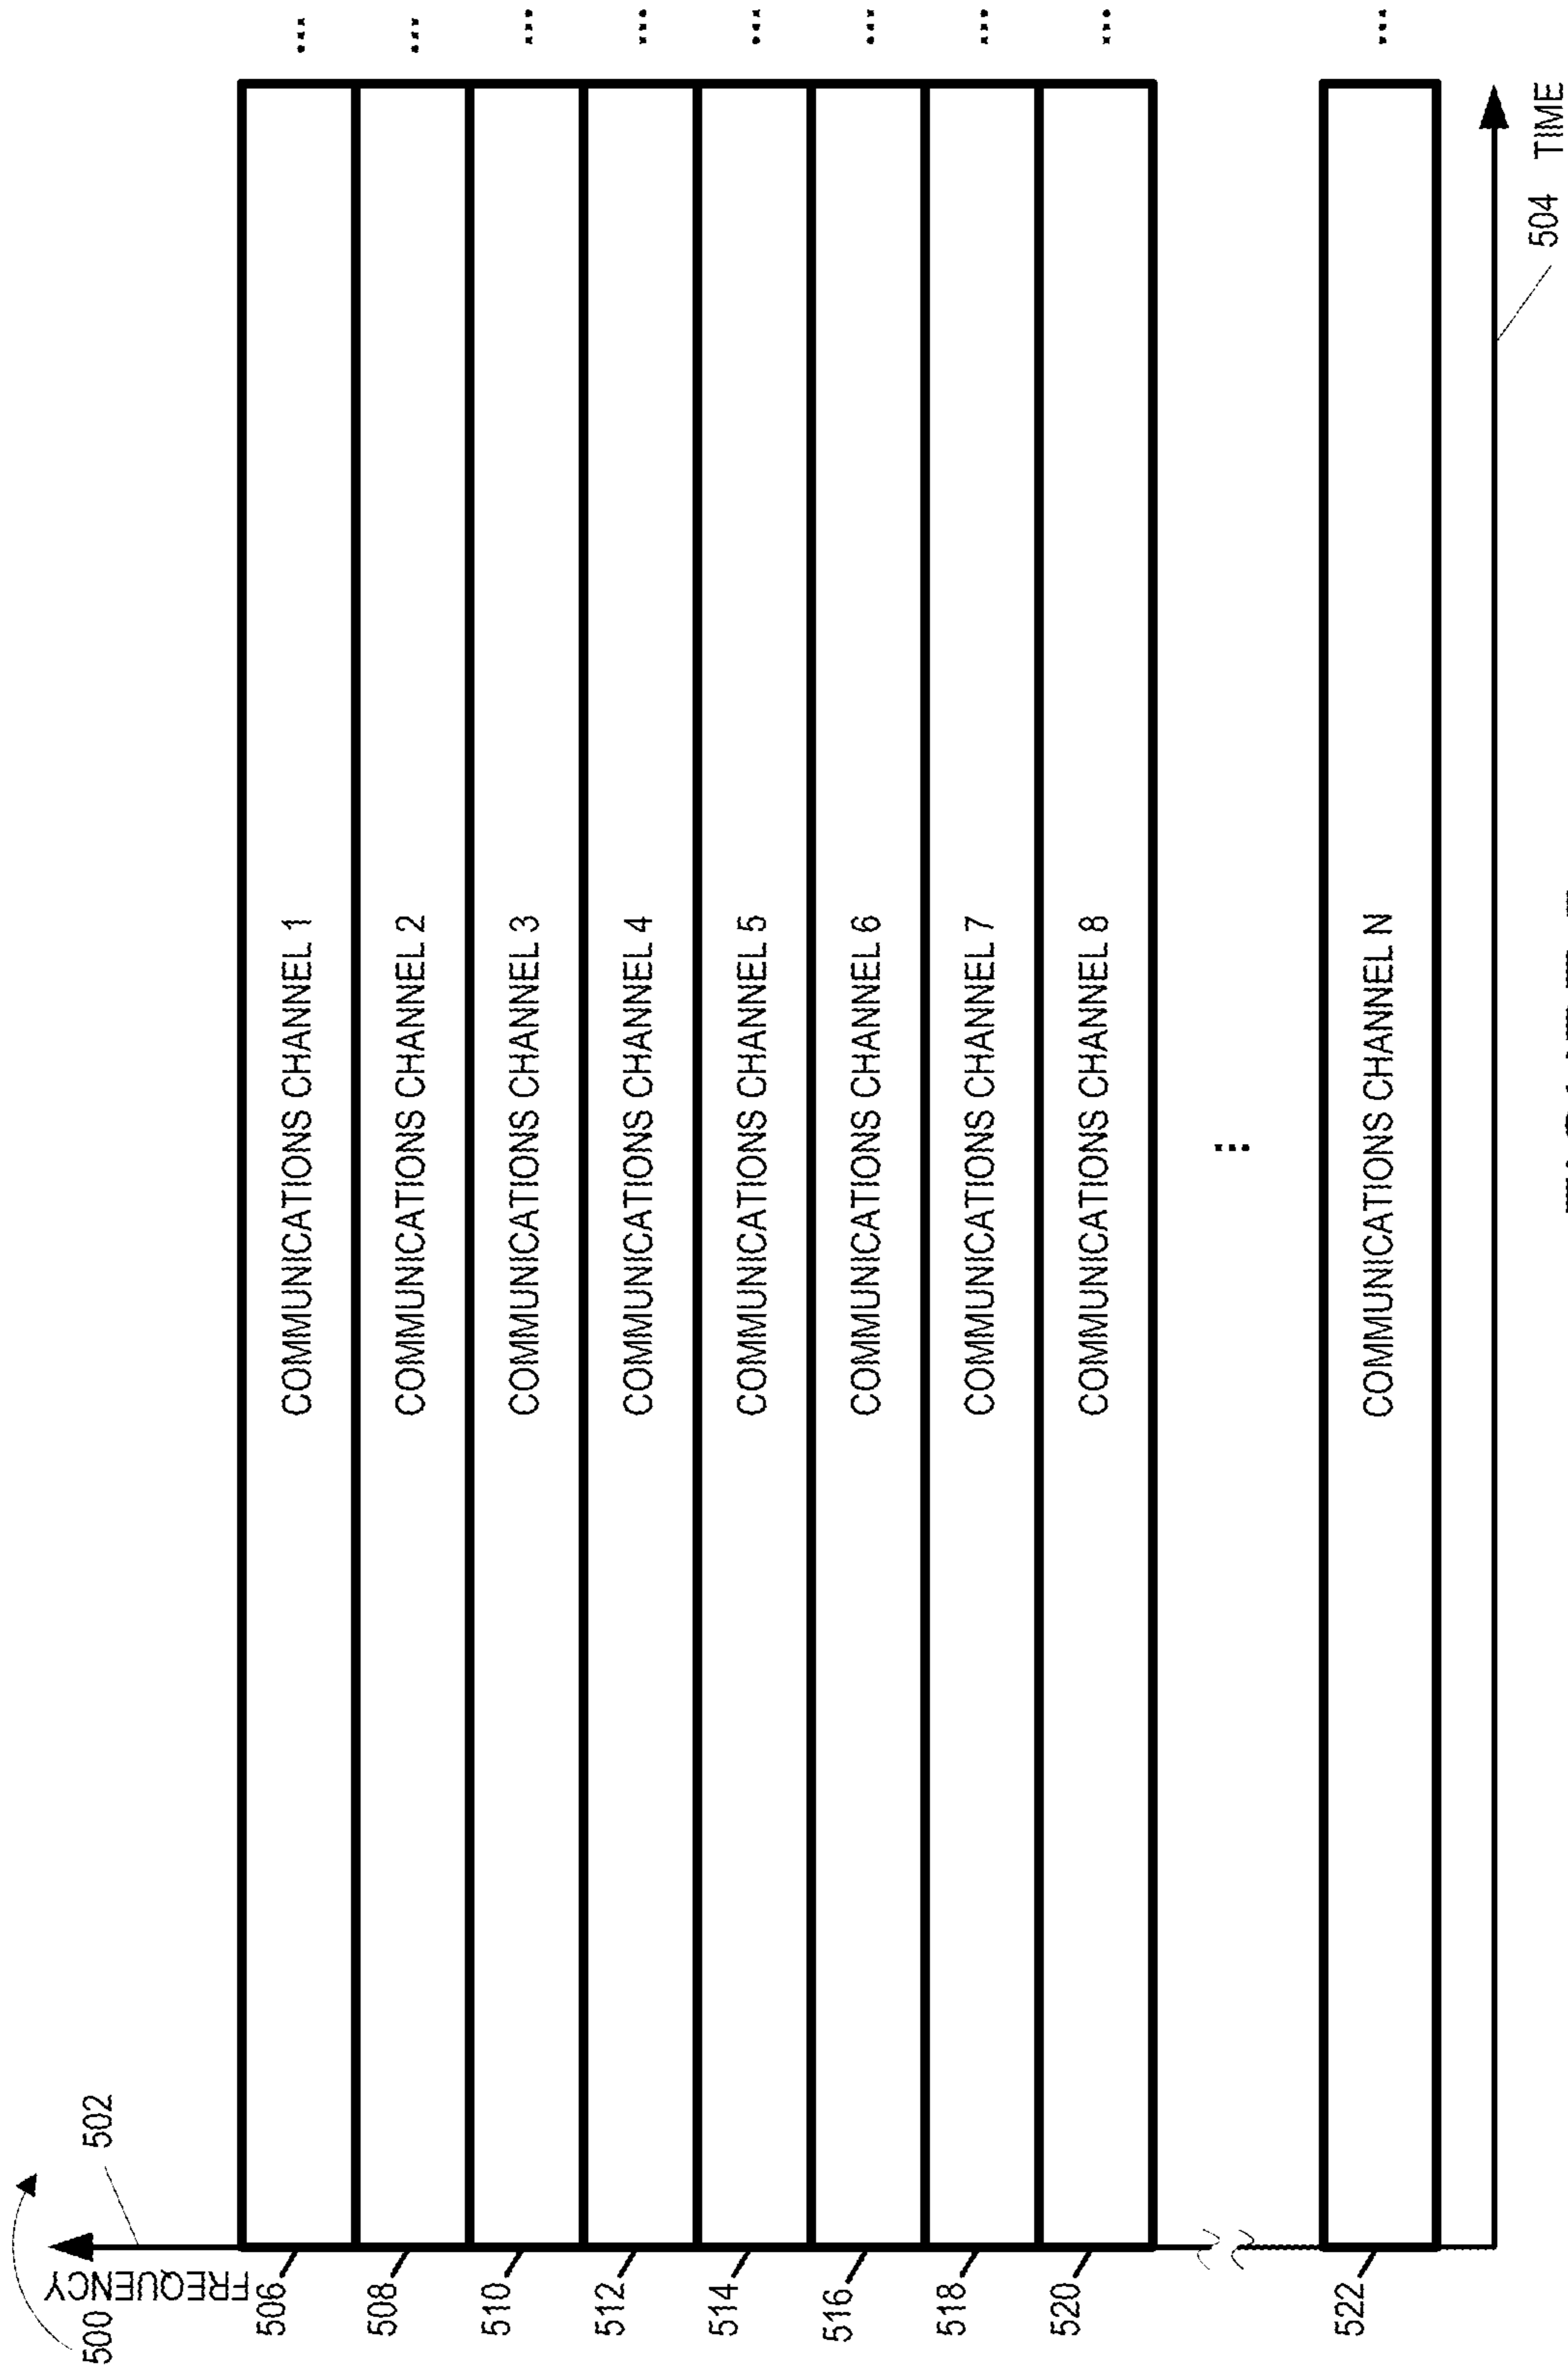 500
502
FREQUENCY
506 COMMUNICATIONS CHANNEL 1 ...
508 COMMUNICATIONS CHANNEL 2 ...
510 COMMUNICATIONS CHANNEL 3 ...
512 COMMUNICATIONS CHANNEL 4 ...
514 COMMUNICATIONS CHANNEL 5 ...
516 COMMUNICATIONS CHANNEL 6 ...
518 COMMUNICATIONS CHANNEL 7 ...
520 COMMUNICATIONS CHANNEL 8 ...
...
522 COMMUNICATIONS CHANNEL N ...
504 TIME